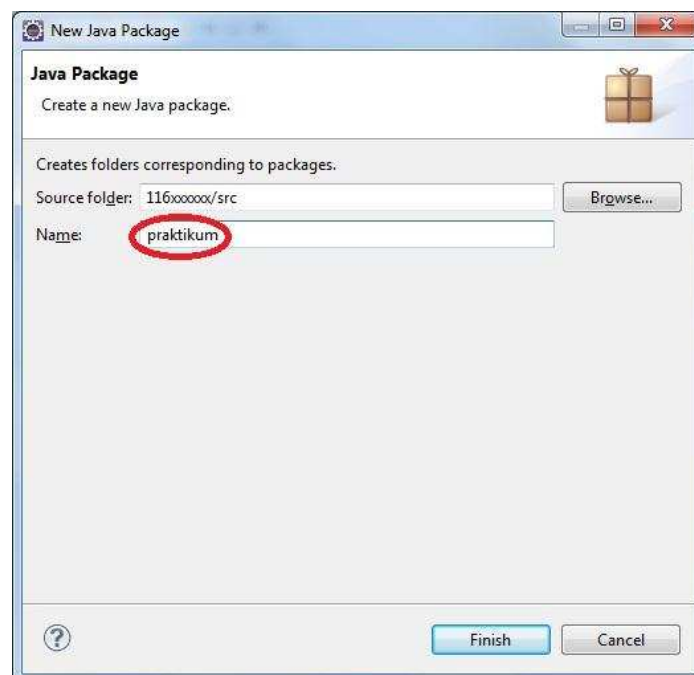 New Java Package
Java Package
Create a new Java package.
Creates folders corresponding to packages.
Source folder: 116xxxxxx/src Browse...
Name: praktikum
Finish Cancel